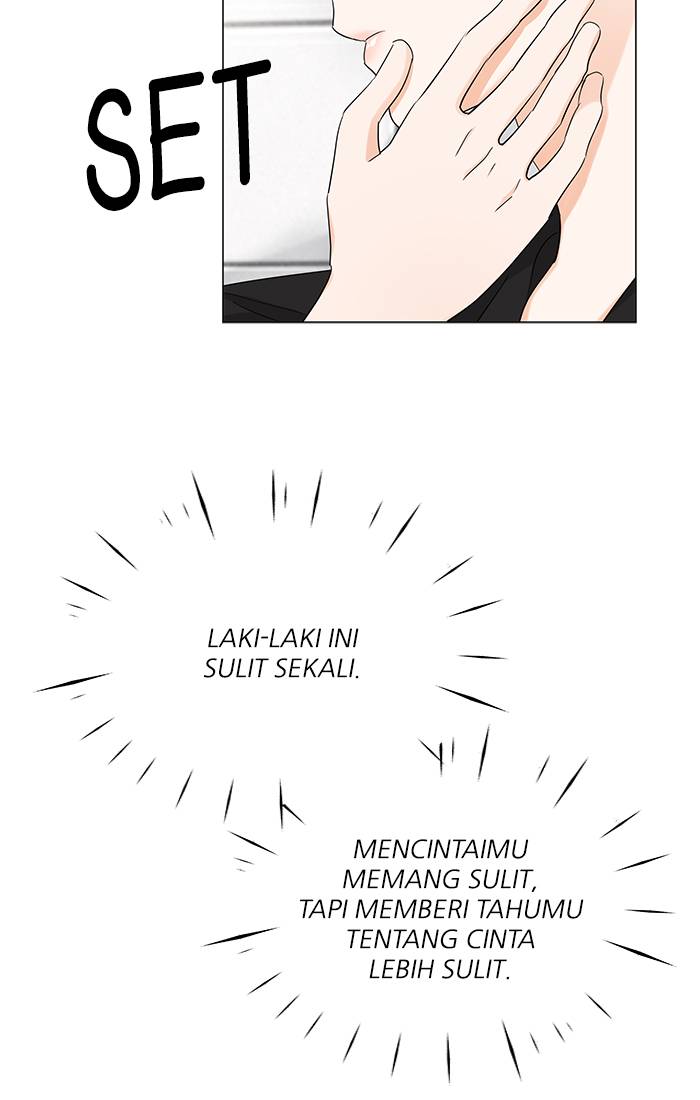 SET
LAKI-LAKI INI
SULIT SEKALI.
MENCINTAIMU
MEMANG SULIT,
TAPI MEMBERI TAHUMU
TENTANG CINTA
LEBIH SULIT.